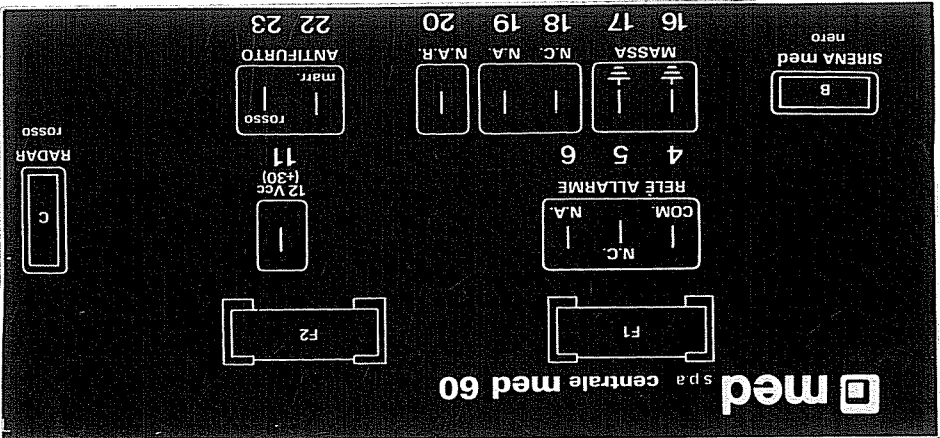 med s.p.a centrale med 60
F1
F2
COM.
N.C.
N.A.
RELÈ ALLARME
4 5 6
12 Vcc
(+30)
11
C
RADAR
rosso
B
SIRENA med
nero
MASSA
16 17
N.C. N.A.
18 19
N.A.R.
20
rosso
marr.
ANTIFURTO
22 23